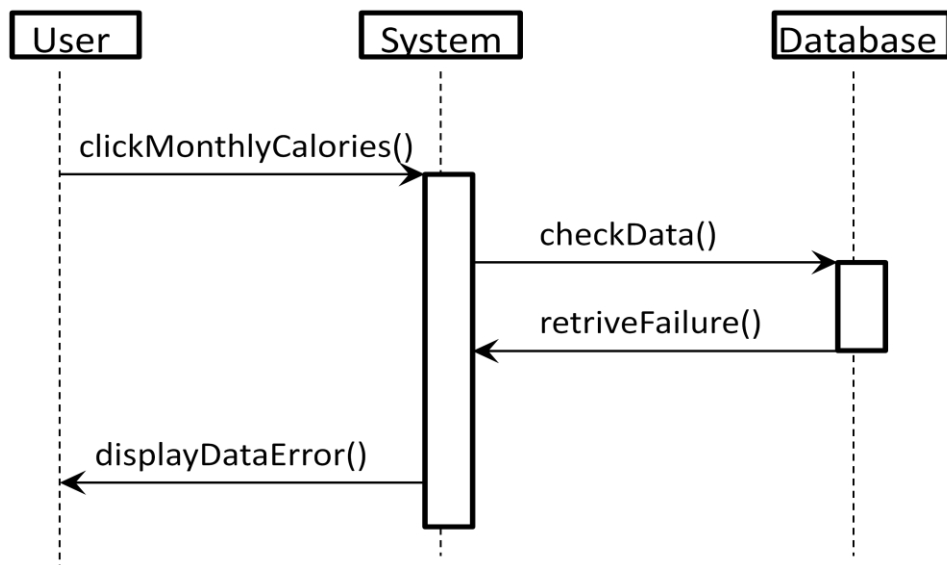 User
System
Database
clickMonthlyCalories()
checkData()
retriveFailure()
displayDataError()